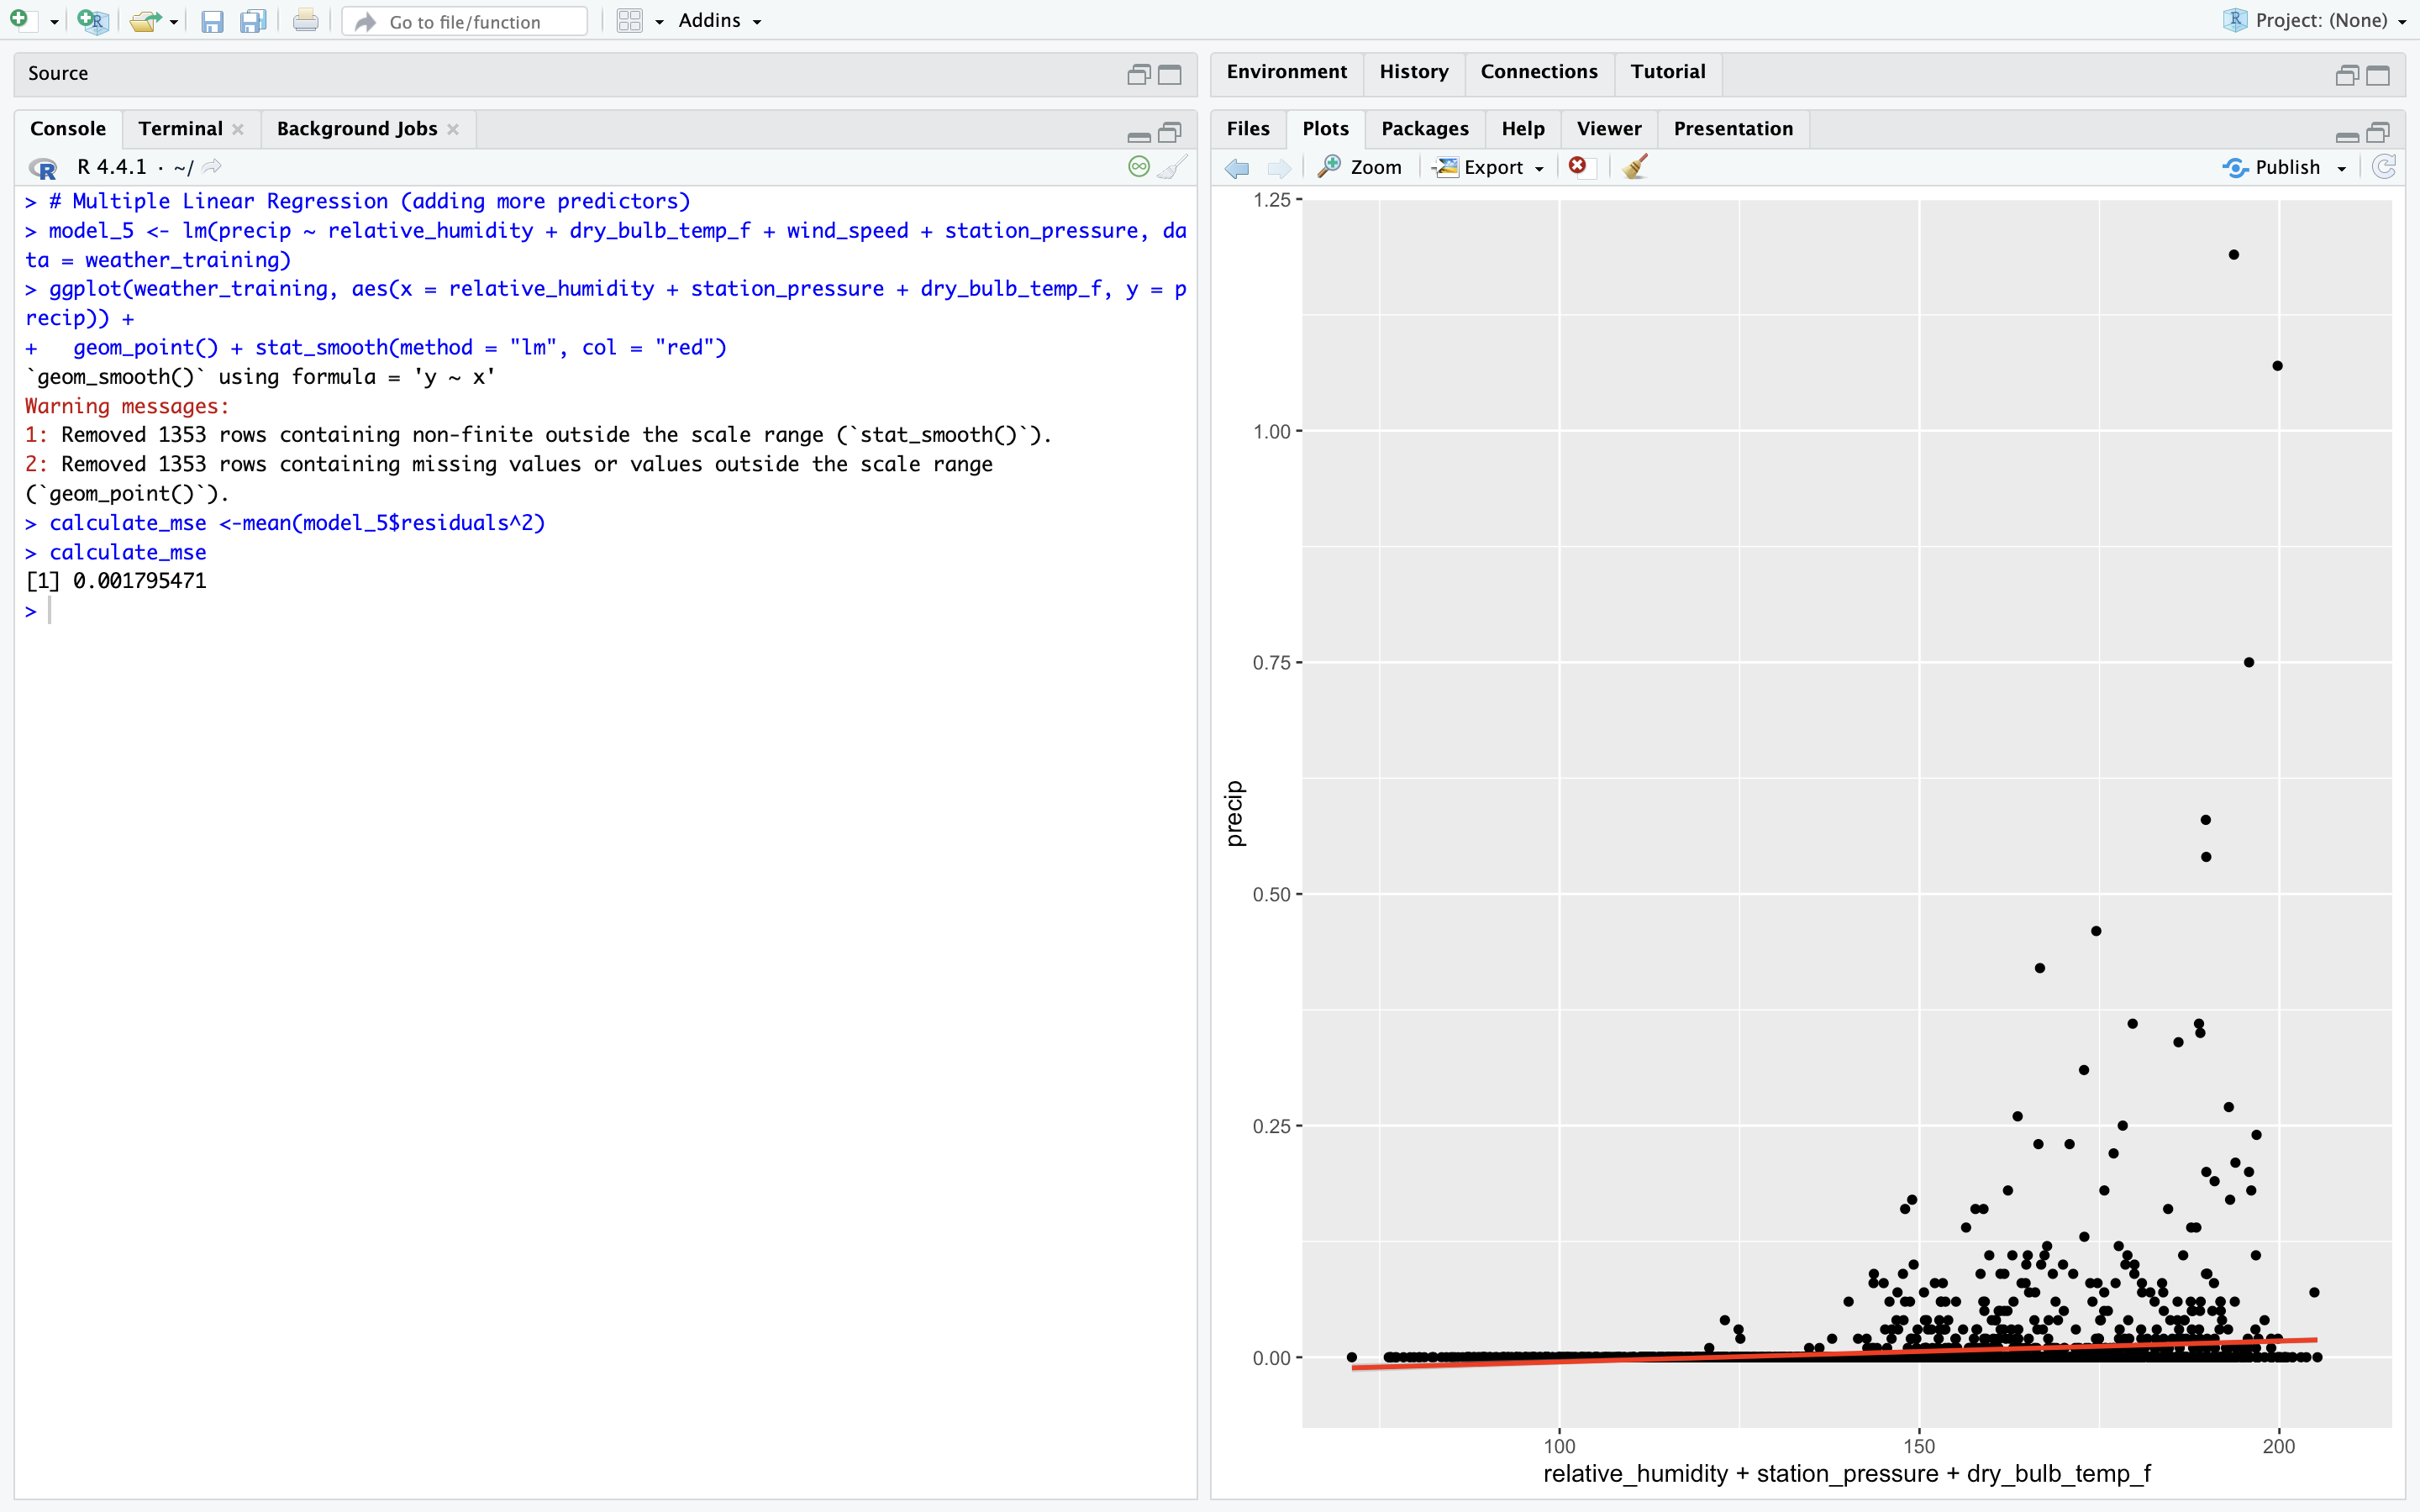 Go to file/function
Addins
Project: (None)
Source
Console
Terminal
Background Jobs
R 4.4.1 · ~/
> # Multiple Linear Regression (adding more predictors)
> model_5 <- lm(precip ~ relative_humidity + dry_bulb_temp_f + wind_speed + station_pressure, da
ta = weather_training)
> ggplot(weather_training, aes(x = relative_humidity + station_pressure + dry_bulb_temp_f, y = p
recip)) +
+   geom_point() + stat_smooth(method = "lm", col = "red")
`geom_smooth()` using formula = 'y ~ x'
Warning messages:
1: Removed 1353 rows containing non-finite outside the scale range (`stat_smooth()`).
2: Removed 1353 rows containing missing values or values outside the scale range
(`geom_point()`).
> calculate_mse <-mean(model_5$residuals^2)
> calculate_mse
[1] 0.001795471
>
Environment
History
Connections
Tutorial
Files
Plots
Packages
Help
Viewer
Presentation
Zoom
Export
Publish
1.25
1.00
0.75
0.50
0.25
0.00
precip
100
150
200
relative_humidity + station_pressure + dry_bulb_temp_f